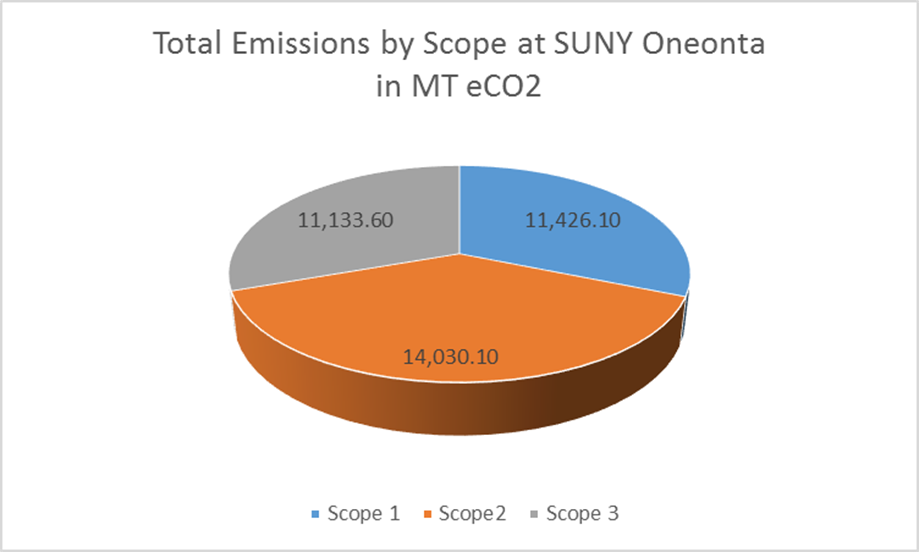 Total Emissions by Scope at SUNY Oneonta
in MT eCO2
11,133.60
11,426.10
14,030.10
Scope 1 Scope2 Scope 3